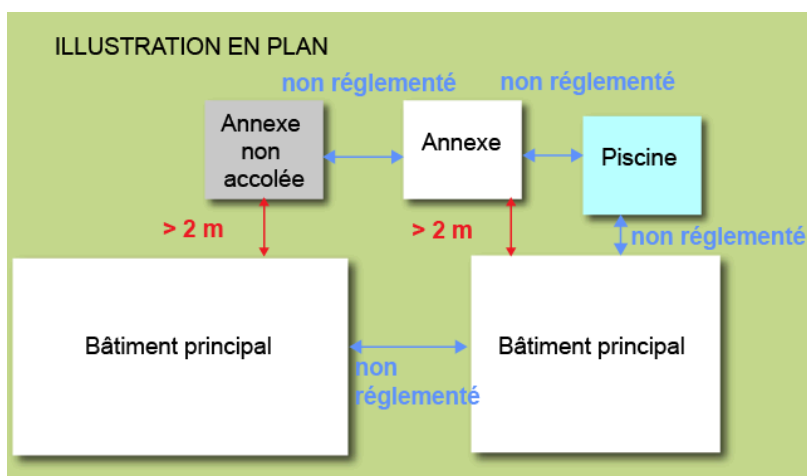 ILLUSTRATION EN PLAN
non réglementé
non réglementé
Annexe
non
accolée
Annexe
Piscine
> 2 m
> 2 m
non réglementé
Bâtiment principal
Bâtiment principal
non
réglementé